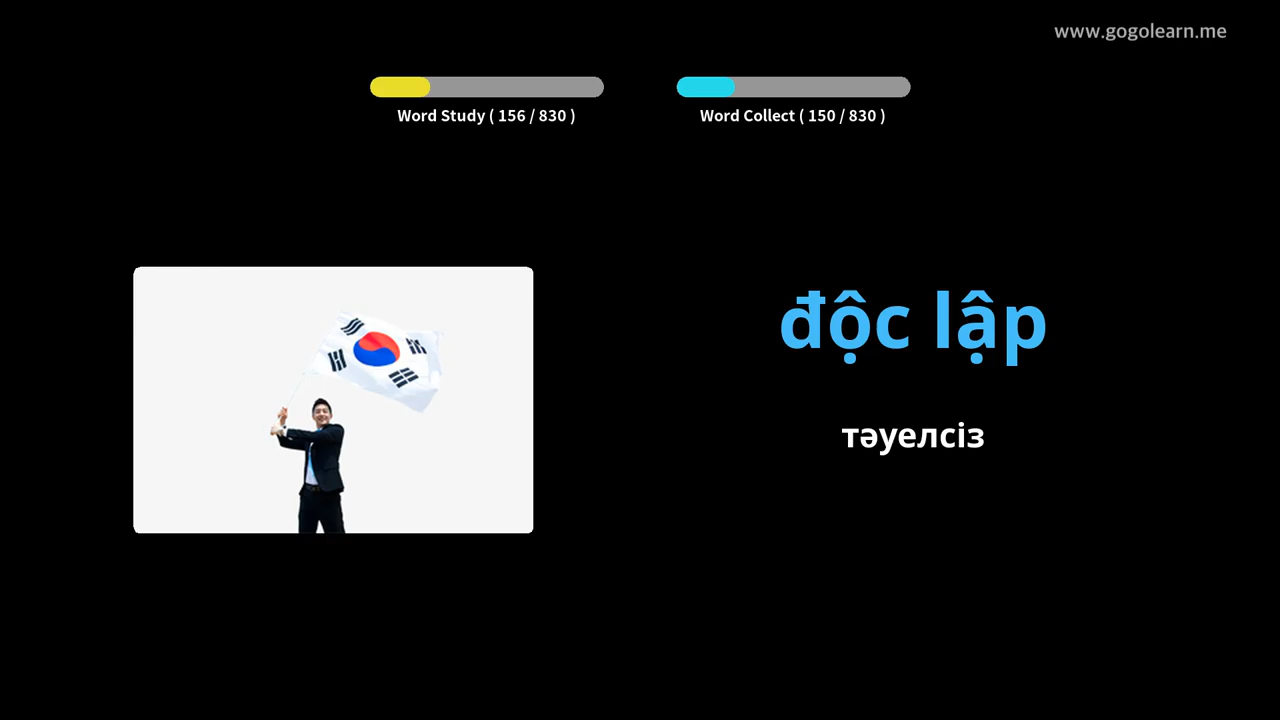 www.gogolearn.me
Word Study ( 156 / 830 )
Word Collect ( 150 / 830 )
độc lập
тәуелсіз